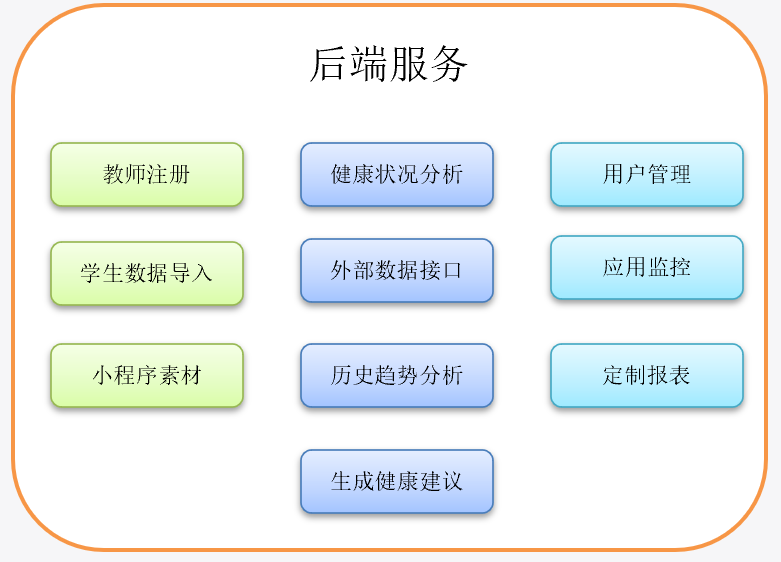 后端服务
教师注册
健康状况分析
用户管理
学生数据导入
外部数据接口
应用监控
小程序素材
历史趋势分析
定制报表
生成健康建议